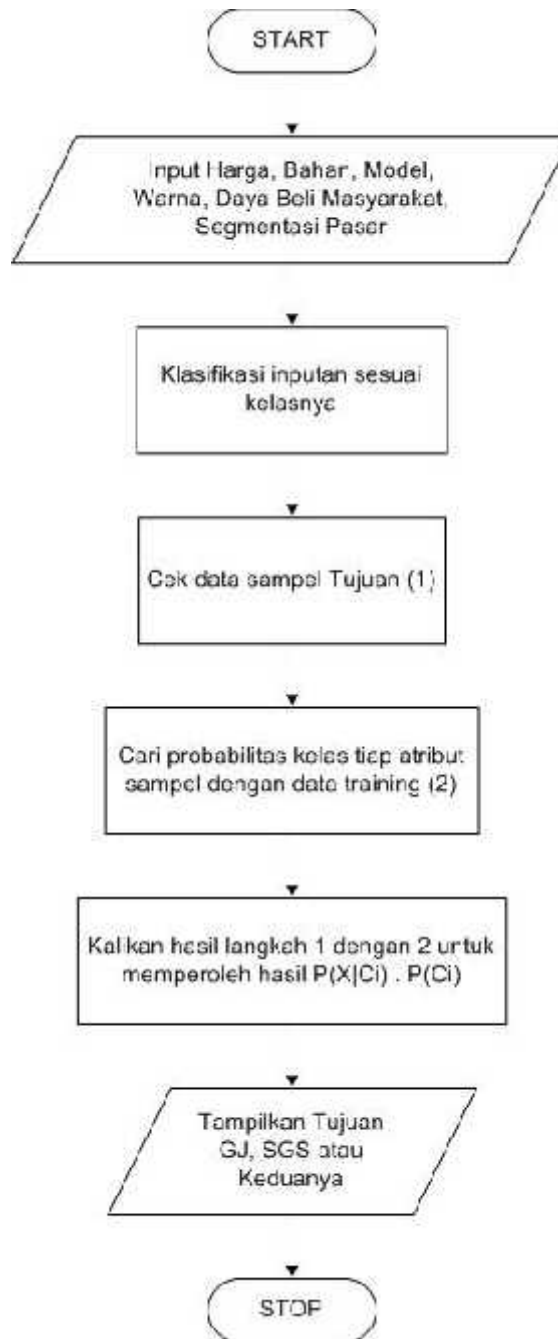 START
Input Harga, Bahan, Model,
Warna, Daya Beli Masyarakat,
Segmentasi Pasar
Klasifikasi inputan sesuai
kelasnya
Cek data sampel Tujuan (1)
Cari probabilitas kelas tiap atribut
sampel dengan data training (2)
Kalikan hasil langkah 1 dengan 2 untuk
memperoleh hasil P(X|Ci) . P(Ci)
Tampilkan Tujuan
GJ, SGS atau
Keduanya
STOP